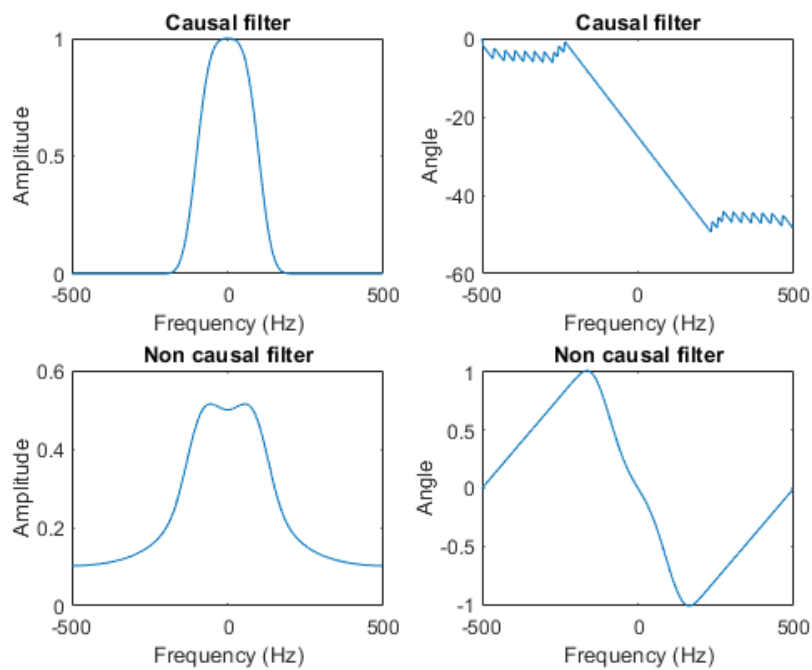 Causal filter
1
0.5
0
Amplitude
-500
0
500
Frequency (Hz)
Causal filter
0
-20
-40
-60
Angle
-500
0
500
Frequency (Hz)
Non causal filter
0.6
0.4
0.2
0
Amplitude
-500
0
500
Frequency (Hz)
Non causal filter
1
0.5
0
-0.5
-1
Angle
-500
0
500
Frequency (Hz)